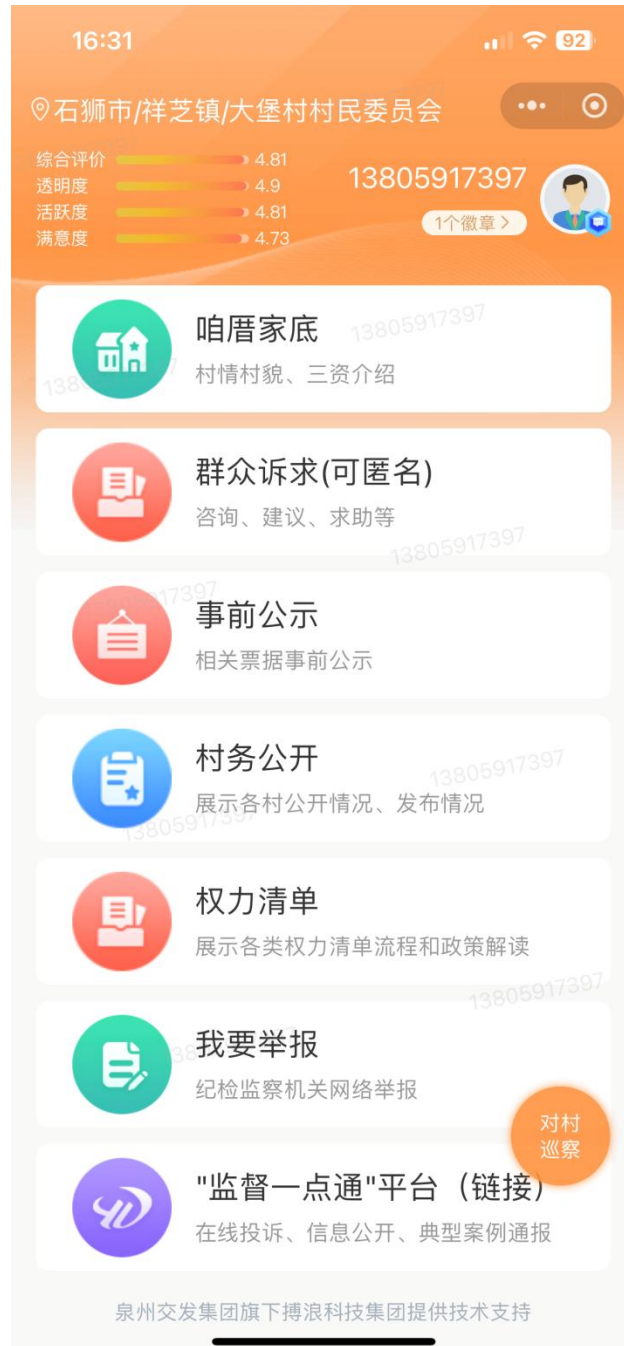 16:31
92
石狮市/祥芝镇/大堡村村民委员会
综合评价 4.81
透明度 4.9
活跃度 4.81
满意度 4.73
13805917397
1个徽章>
咱厝家底
村情村貌、三资介绍
13805917397
群众诉求(可匿名)
咨询、建议、求助等
13805917397
事前公示
相关票据事前公示
村务公开
展示各村公开情况、发布情况
13805917397
13805917397
权力清单
展示各类权力清单流程和政策解读
13805917397
我要举报
纪检监察机关网络举报
对村
巡察
"监督一点通"平台（链接）
在线投诉、信息公开、典型案例通报
泉州交发集团旗下搏浪科技集团提供技术支持